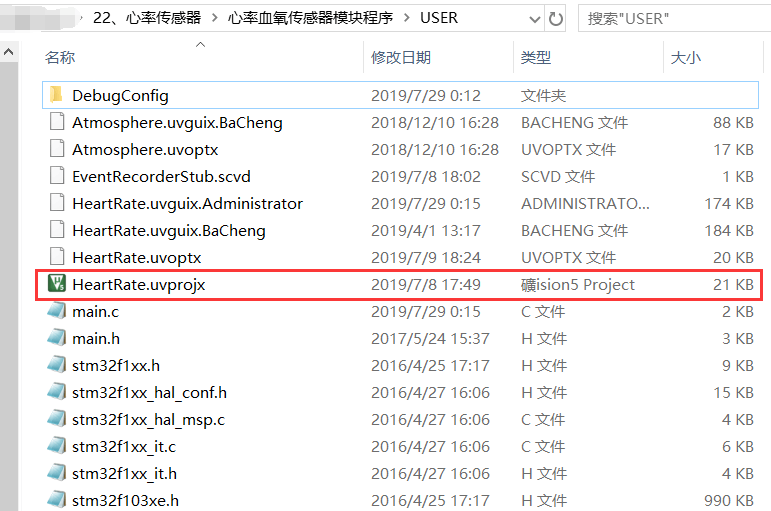 22、心率传感器 › 心率血氧传感器模块程序 › USER 搜索"USER"
名称 修改日期 类型 大小
DebugConfig 2019/7/29 0:12 文件夹
Atmosphere.uvguix.BaCheng 2018/12/10 16:28 BACHENG 文件 88 KB
Atmosphere.uvoptx 2018/12/10 16:28 UVOPTX 文件 17 KB
EventRecorderStub.scvd 2019/7/8 18:02 SCVD 文件 1 KB
HeartRate.uvguix.Administrator 2019/7/29 0:15 ADMINISTRATO... 174 KB
HeartRate.uvguix.BaCheng 2019/4/1 13:17 BACHENG 文件 184 KB
HeartRate.uvoptx 2019/7/9 18:24 UVOPTX 文件 20 KB
HeartRate.uvprojx 2019/7/8 17:49 礦ision5 Project 21 KB
main.c 2019/7/29 0:15 C 文件 2 KB
main.h 2017/5/24 15:37 H 文件 3 KB
stm32f1xx.h 2016/4/25 17:17 H 文件 9 KB
stm32f1xx_hal_conf.h 2016/4/27 16:06 H 文件 15 KB
stm32f1xx_hal_msp.c 2016/4/27 16:06 C 文件 4 KB
stm32f1xx_it.c 2016/4/27 16:06 C 文件 6 KB
stm32f1xx_it.h 2016/4/27 16:06 H 文件 4 KB
stm32f103xe.h 2016/4/25 17:17 H 文件 990 KB